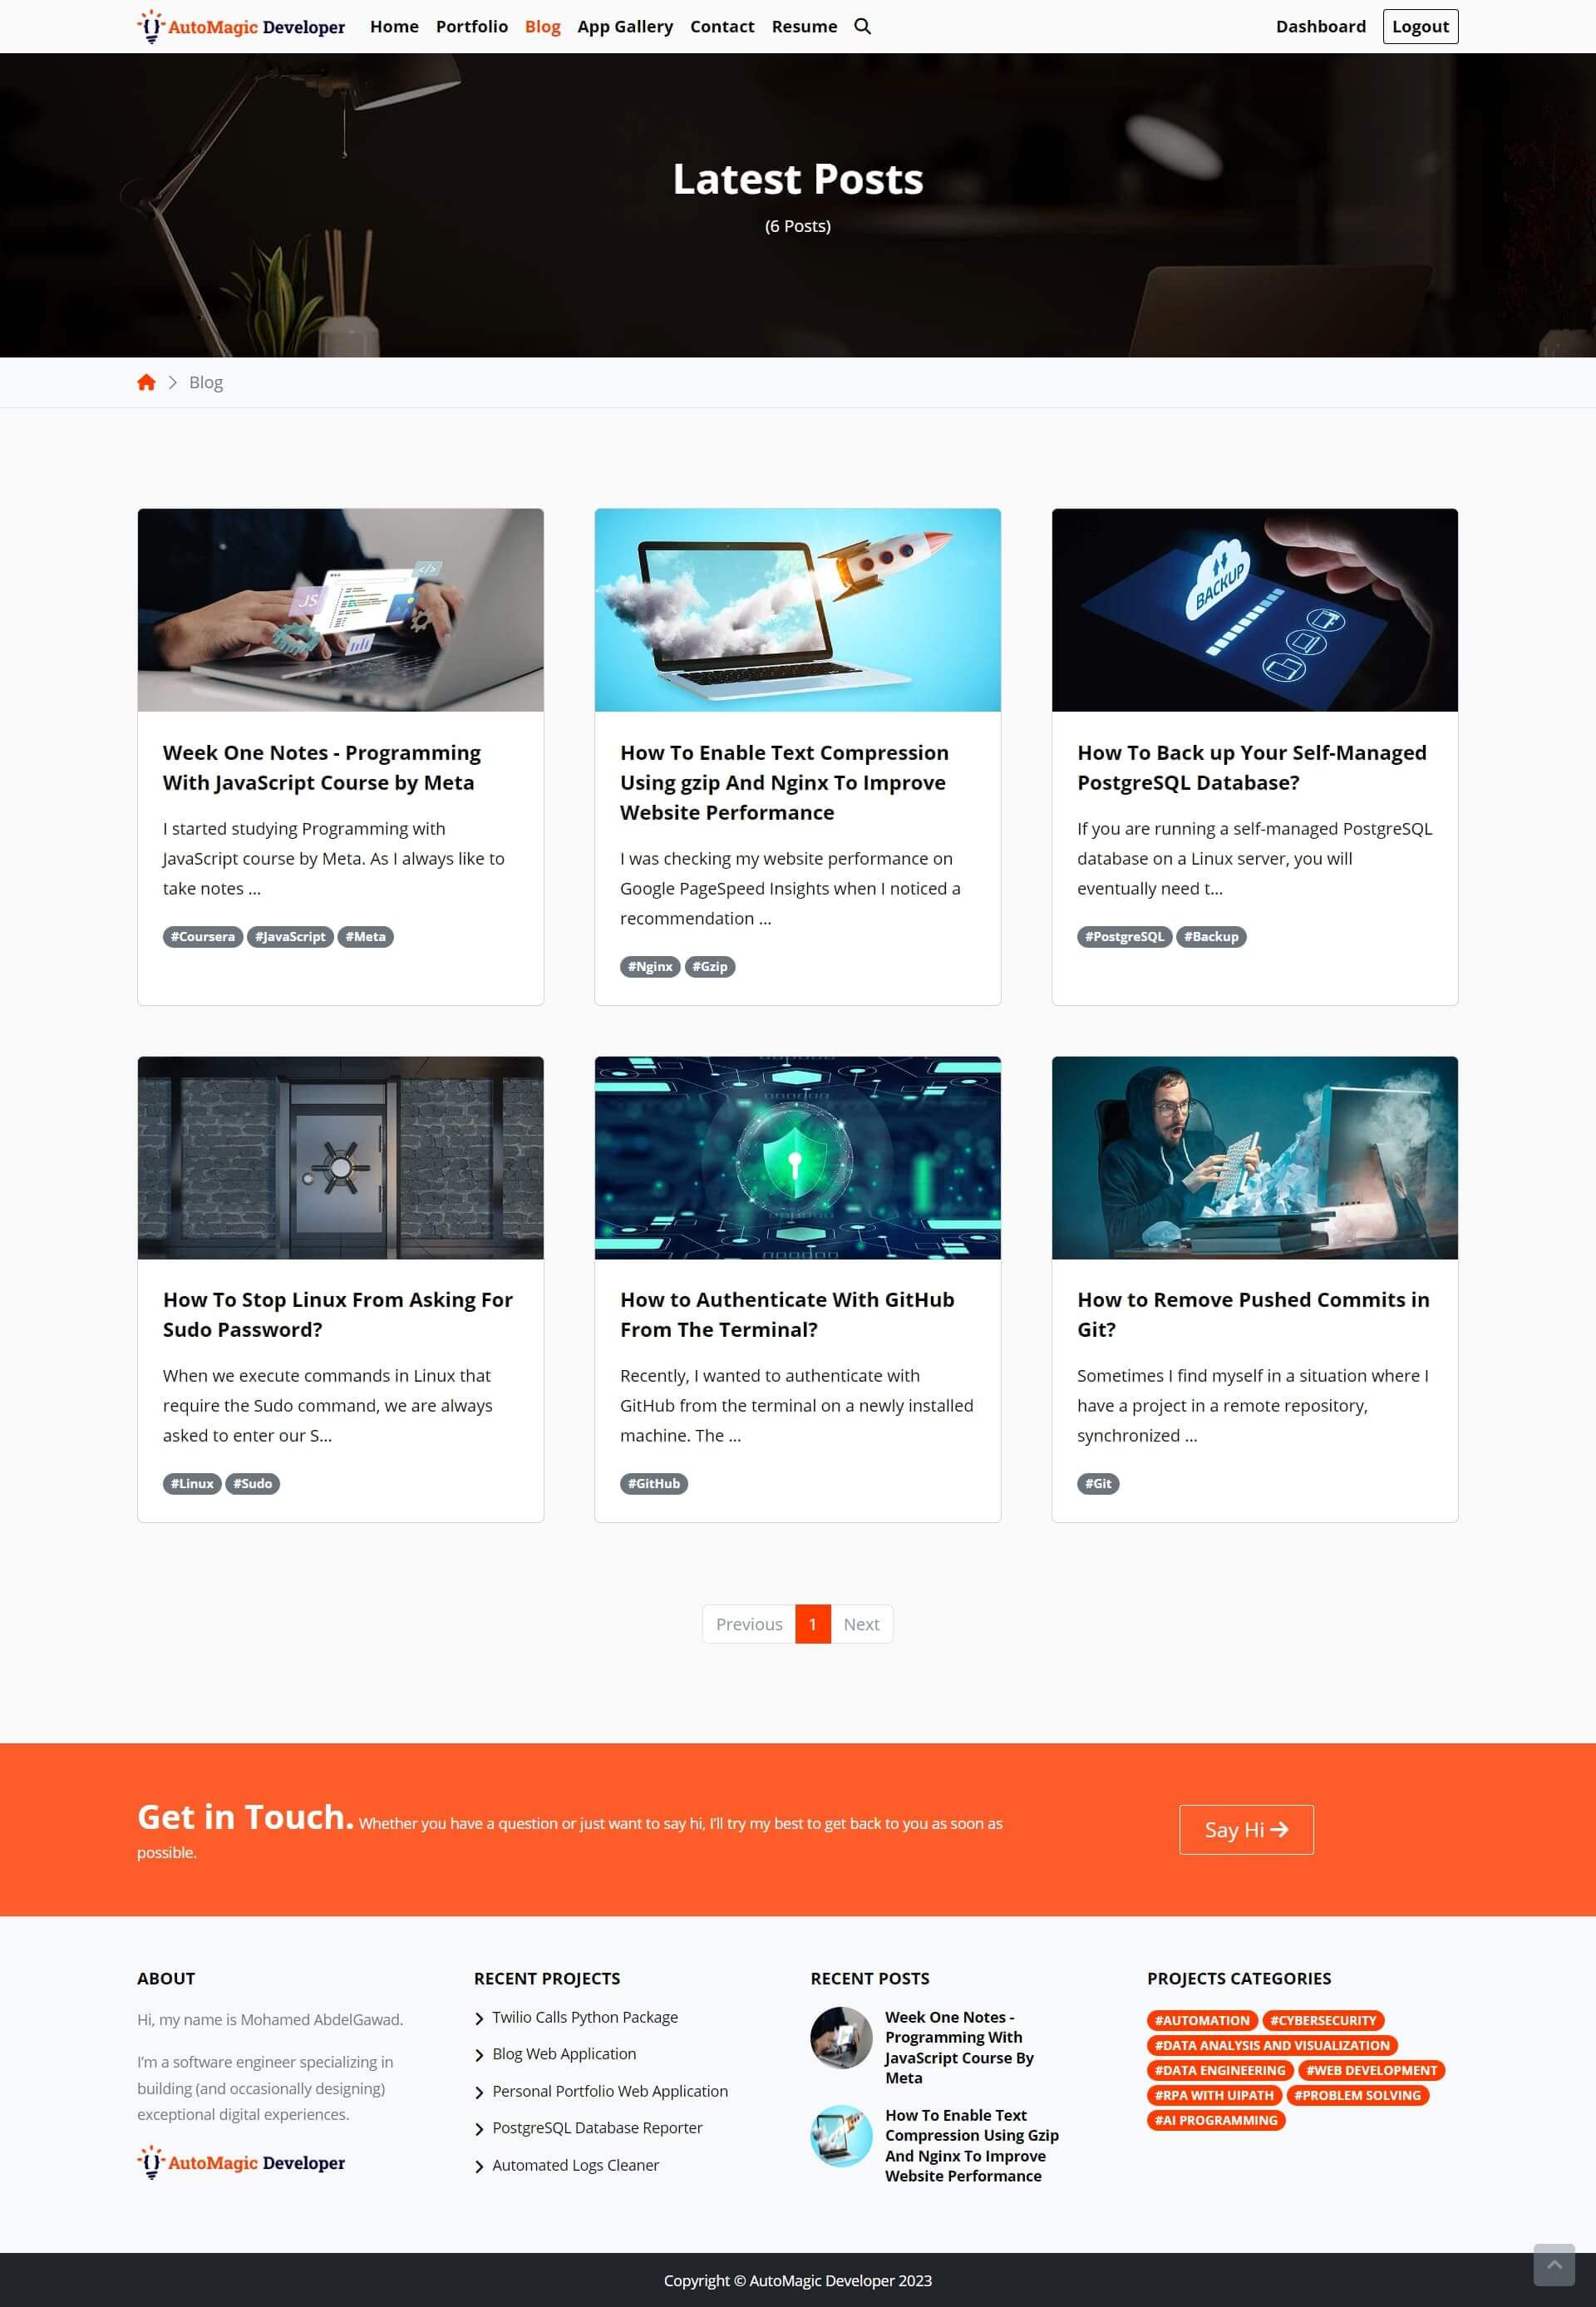 AutoMagic Developer
Home
Portfolio
Blog
App Gallery
Contact
Resume
Dashboard
Logout
Latest Posts
(6 Posts)
Blog
JS
</>
BACKUP
Week One Notes - Programming
With JavaScript Course by Meta
I started studying Programming with
JavaScript course by Meta. As I always like to
take notes ...
#Coursera #JavaScript #Meta
How To Enable Text Compression
Using gzip And Nginx To Improve
Website Performance
I was checking my website performance on
Google PageSpeed Insights when I noticed a
recommendation ...
#Nginx #Gzip
How To Back up Your Self-Managed
PostgreSQL Database?
If you are running a self-managed PostgreSQL
database on a Linux server, you will
eventually need t...
#PostgreSQL #Backup
How To Stop Linux From Asking For
Sudo Password?
When we execute commands in Linux that
require the Sudo command, we are always
asked to enter our S...
#Linux #Sudo
How to Authenticate With GitHub
From The Terminal?
Recently, I wanted to authenticate with
GitHub from the terminal on a newly installed
machine. The ...
#GitHub
How to Remove Pushed Commits in
Git?
Sometimes I find myself in a situation where I
have a project in a remote repository,
synchronized ...
#Git
Previous 1 Next
Get in Touch. Whether you have a question or just want to say hi, I'll try my best to get back to you as soon as
possible.
Say Hi
ABOUT
Hi, my name is Mohamed AbdelGawad.
I'm a software engineer specializing in
building (and occasionally designing)
exceptional digital experiences.
AutoMagic Developer
RECENT PROJECTS
Twilio Calls Python Package
Blog Web Application
Personal Portfolio Web Application
PostgreSQL Database Reporter
Automated Logs Cleaner
RECENT POSTS
Week One Notes -
Programming With
JavaScript Course By
Meta
How To Enable Text
Compression Using Gzip
And Nginx To Improve
Website Performance
PROJECTS CATEGORIES
#AUTOMATION #CYBERSECURITY
#DATA ANALYSIS AND VISUALIZATION
#DATA ENGINEERING #WEB DEVELOPMENT
#RPA WITH UIPATH #PROBLEM SOLVING
#AI PROGRAMMING
Copyright © AutoMagic Developer 2023